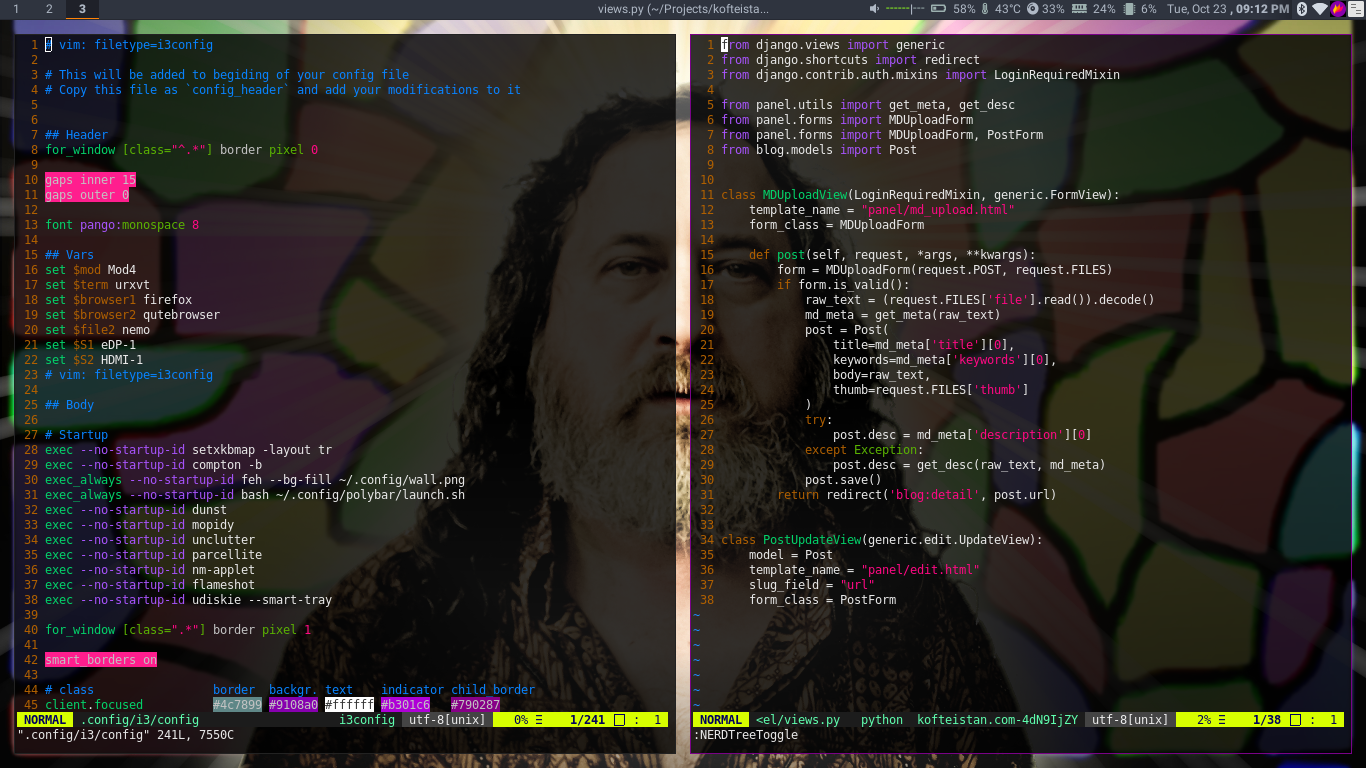 1 2 3 views.py (~/Projects/kofteista... 58% 43°C 33% 24% 6% Tue, Oct 23 , 09:12 PM
1 # vim: filetype=i3config
2
3 # This will be added to begiding of your config file
4 # Copy this file as `config_header` and add your modifications to it
5
6
7 ## Header
8 for_window [class="^.*"] border pixel 0
9
10 gaps inner 15
11 gaps outer 0
12
13 font pango:monospace 8
14
15 ## Vars
16 set $mod Mod4
17 set $term urxvt
18 set $browser1 firefox
19 set $browser2 qutebrowser
20 set $file2 nemo
21 set $S1 eDP-1
22 set $S2 HDMI-1
23 # vim: filetype=i3config
24
25 ## Body
26
27 # Startup
28 exec --no-startup-id setxkbmap -layout tr
29 exec --no-startup-id compton -b
30 exec_always --no-startup-id feh --bg-fill ~/.config/wall.png
31 exec_always --no-startup-id bash ~/.config/polybar/launch.sh
32 exec --no-startup-id dunst
33 exec --no-startup-id mopidy
34 exec --no-startup-id unclutter
35 exec --no-startup-id parcellite
36 exec --no-startup-id nm-applet
37 exec --no-startup-id flameshot
38 exec --no-startup-id udiskie --smart-tray
39
40 for_window [class=".*"] border pixel 1
41
42 smart_borders on
43
44 # class border backgr. text indicator child_border
45 client.focused #4c7899 #9108a0 #ffffff #b301c6 #790287
NORMAL .config/i3/config i3config utf-8[unix] 0% ☰ 1/241 : 1
".config/i3/config" 241L, 7550C
1 from django.views import generic
2 from django.shortcuts import redirect
3 from django.contrib.auth.mixins import LoginRequiredMixin
4
5 from panel.utils import get_meta, get_desc
6 from panel.forms import MDUploadForm
7 from panel.forms import MDUploadForm, PostForm
8 from blog.models import Post
9
10
11 class MDUploadView(LoginRequiredMixin, generic.FormView):
12 template_name = "panel/md_upload.html"
13 form_class = MDUploadForm
14
15 def post(self, request, *args, **kwargs):
16 form = MDUploadForm(request.POST, request.FILES)
17 if form.is_valid():
18 raw_text = (request.FILES['file'].read()).decode()
19 md_meta = get_meta(raw_text)
20 post = Post(
21 title=md_meta['title'][0],
22 keywords=md_meta['keywords'][0],
23 body=raw_text,
24 thumb=request.FILES['thumb']
25 )
26 try:
27 post.desc = md_meta['description'][0]
28 except Exception:
29 post.desc = get_desc(raw_text, md_meta)
30 post.save()
31 return redirect('blog:detail', post.url)
32
33
34 class PostUpdateView(generic.edit.UpdateView):
35 model = Post
36 template_name = "panel/edit.html"
37 slug_field = "url"
38 form_class = PostForm
~
~
~
~
~
~
~
NORMAL <el/views.py python kofteistan.com-4dN9IjZY utf-8[unix] 2% ☰ 1/38 : 1
:NERDTreeToggle